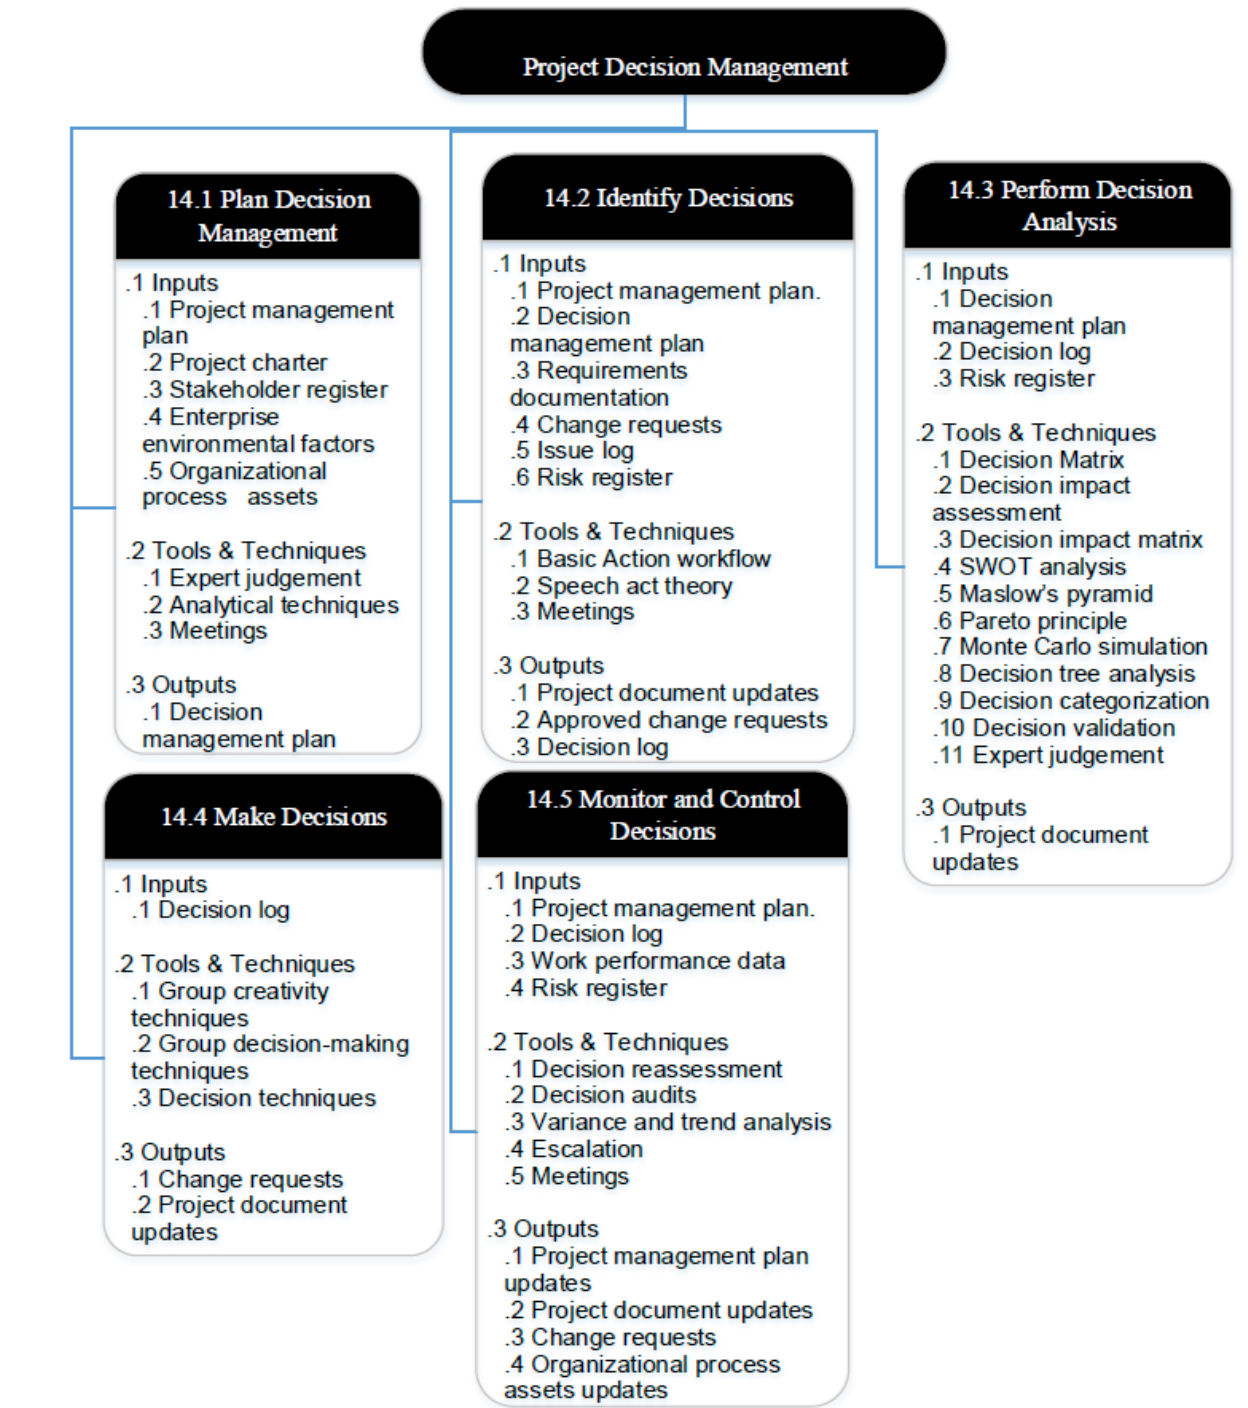 Project Decision Management
14.1 Plan Decision
Management
.1 Inputs
.1 Project management
plan
.2 Project charter
.3 Stakeholder register
.4 Enterprise
environmental factors
.5 Organizational
process assets
.2 Tools & Techniques
.1 Expert judgement
.2 Analytical techniques
.3 Meetings
.3 Outputs
.1 Decision
management plan
14.2 Identify Decisions
.1 Inputs
.1 Project management plan.
.2 Decision
management plan
.3 Requirements
documentation
.4 Change requests
.5 Issue log
.6 Risk register
.2 Tools & Techniques
.1 Basic Action workflow
.2 Speech act theory
.3 Meetings
.3 Outputs
.1 Project document updates
.2 Approved change requests
.3 Decision log
14.3 Perform Decision
Analysis
.1 Inputs
.1 Decision
management plan
.2 Decision log
.3 Risk register
.2 Tools & Techniques
.1 Decision Matrix
.2 Decision impact
assessment
.3 Decision impact matrix
.4 SWOT analysis
.5 Maslow's pyramid
.6 Pareto principle
.7 Monte Carlo simulation
.8 Decision tree analysis
.9 Decision categorization
.10 Decision validation
.11 Expert judgement
.3 Outputs
.1 Project document
updates
14.4 Make Decisions
.1 Inputs
.1 Decision log
.2 Tools & Techniques
.1 Group creativity
techniques
.2 Group decision-making
techniques
.3 Decision techniques
.3 Outputs
.1 Change requests
.2 Project document
updates
14.5 Monitor and Control
Decisions
.1 Inputs
.1 Project management plan.
.2 Decision log
.3 Work performance data
.4 Risk register
.2 Tools & Techniques
.1 Decision reassessment
.2 Decision audits
.3 Variance and trend analysis
.4 Escalation
.5 Meetings
.3 Outputs
.1 Project management plan
updates
.2 Project document updates
.3 Change requests
.4 Organizational process
assets updates